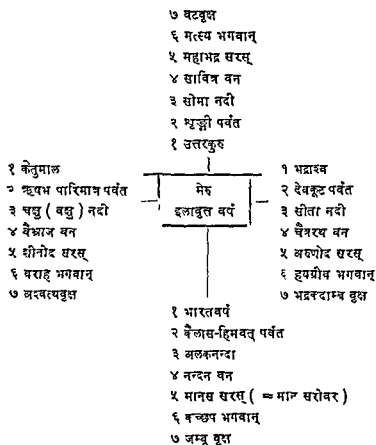 ७ वटवृक्ष
६ मत्स्य भगवान्
५ महाभद्र सरस्
४ सावित्र वन
३ सोमा नदी
२ शृङ्गी पर्वत
१ उत्तरकुरु
१ केतुमाल
२ ऋषभ पारिमात्र पर्वत
३ चक्षु ( वक्षु ) नदी
४ वैभ्राज वन
५ शीनोद सरस्
६ वराह भगवान्
७ अश्वत्थवृक्ष
मेरु
इलावृत्त वर्ष
१ भद्राश्व
२ देवकूट पर्वत
३ सीता नदी
४ चैत्ररथ वन
५ अरुणोद सरस्
६ हयग्रीव भगवान्
७ भद्रकदाम्ब वृक्ष
१ भारतवर्ष
२ कैलास-हिमवत् पर्वत
३ अलकनन्दा
४ नन्दन वन
५ मानस सरस् ( = मान सरोवर )
६ कच्छप भगवान्
७ जम्बु वृक्ष